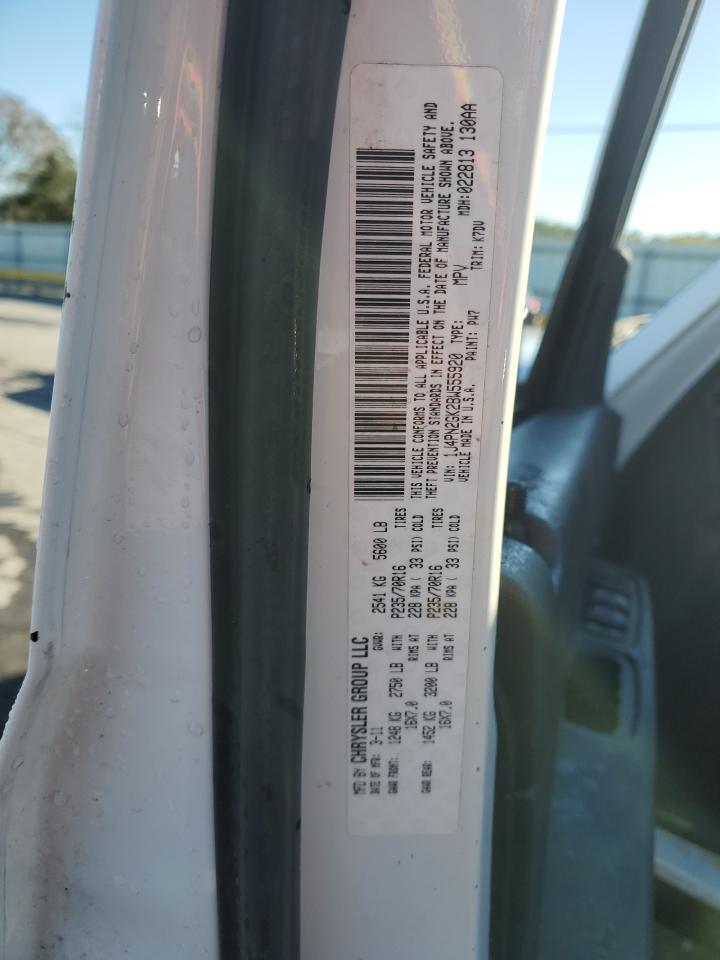 MFD BY CHRYSLER GROUP LLC
DATE OF MFR: 3-11 GVWR: 2541 KG 5600 LB
GAWR FRONT: 1248 KG 2750 LB WITH P235/70R16 TIRES
16X7.0 RIMS AT 228 KPA ( 33 PSI) COLD
GAWR REAR: 1452 KG 3200 LB WITH P235/70R16 TIRES
16X7.0 RIMS AT 228 KPA ( 33 PSI) COLD
THIS VEHICLE CONFORMS TO ALL APPLICABLE U.S.A. FEDERAL MOTOR VEHICLE SAFETY AND
THEFT PREVENTION STANDARDS IN EFFECT ON THE DATE OF MANUFACTURE SHOWN ABOVE.
VIN: 1J4PN2GK2BW555920 TYPE: MPV MDH:022813 130AA
VEHICLE MADE IN U.S.A. PAINT: PW7 TRIM: K7DV